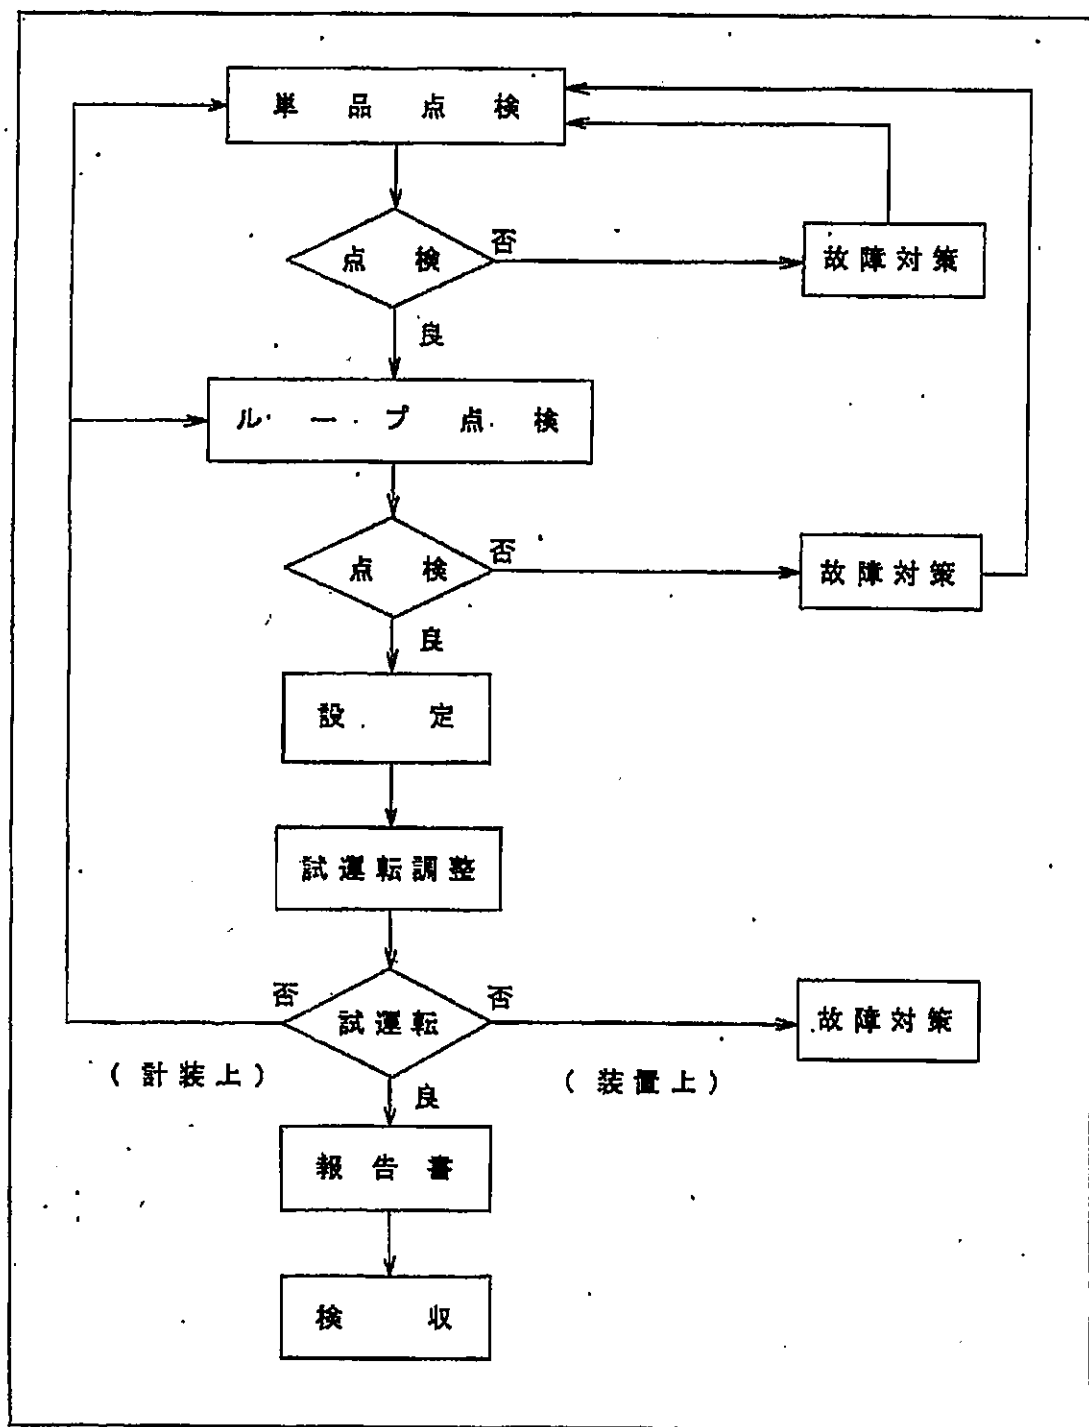 単品点検
点検
否
故障対策
良
ループ点検
点検
否
故障対策
良
設定
試運転調整
否
試運転
否
故障対策
(計装上)
(装置上)
良
報告書
検収